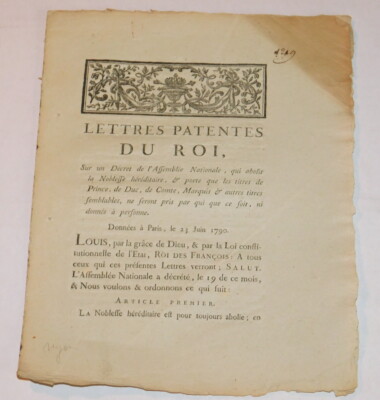 1749
LETTRES PATENTES
DU ROI,
Sur un Décret de l'Assemblée Nationale, qui abolit
la Noblesse héréditaire, & porte que les titres de
Prince, de Duc, de Comte, Marquis & autres titres
semblables, ne seront pris par qui que ce soit, ni
donnés à personne.
Données à Paris, le 23 Juin 1790.
LOUIS, par la grâce de Dieu, & par la Loi consti-
tutionnelle de l'Etat, ROI DES FRANÇOIS: A tous
ceux qui ces présentes Lettres verront; SALUT.
L'Assemblée Nationale a décrété, le 19 de ce mois,
& Nous voulons & ordonnons ce qui suit:
ARTICLE PREMIER.
LA Noblesse héréditaire est pour toujours abolie; en